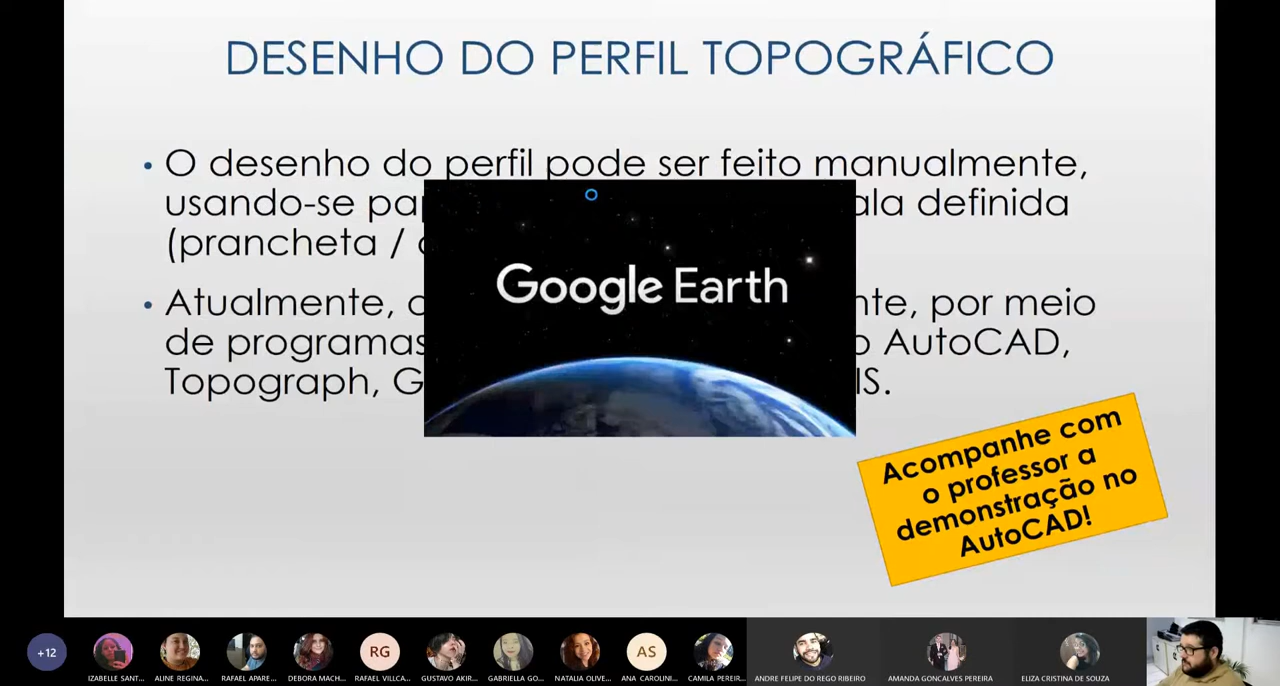 DESENHO DO PERFIL TOPOGRÁFICO
• O desenho do perfil pode ser feito manualmente,
usando-se ala definida
(prancheta /
• Atualmente, nte, por meio
de programas o AutoCAD,
Topograph, G IS.
Google Earth
Acompanhe com
o professor a
demonstração no
AutoCAD!
+12
RG
AS
IZABELLE SANT...
ALINE REGINA...
RAFAEL APARE...
DEBORA MACH...
RAFAEL VILLCA...
GUSTAVO AKIR...
GABRIELLA GO...
NATALIA OLIVE...
ANA CAROLINI...
CAMILA PEREIR...
ANDRE FELIPE DO REGO RIBEIRO
AMANDA GONCALVES PEREIRA
ELIZA CRISTINA DE SOUZA